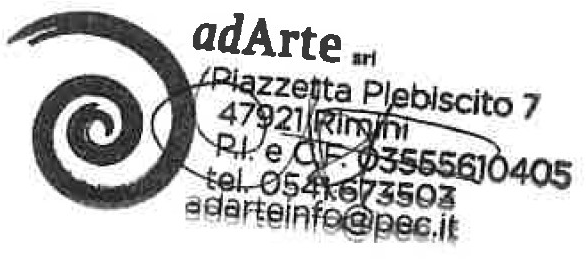 adArte srl
Piazzetta Plebiscito 7
47921 Rimini
P.I. e C.F. 03555610405
tel. 0541 673503
adarteinfo@pec.it